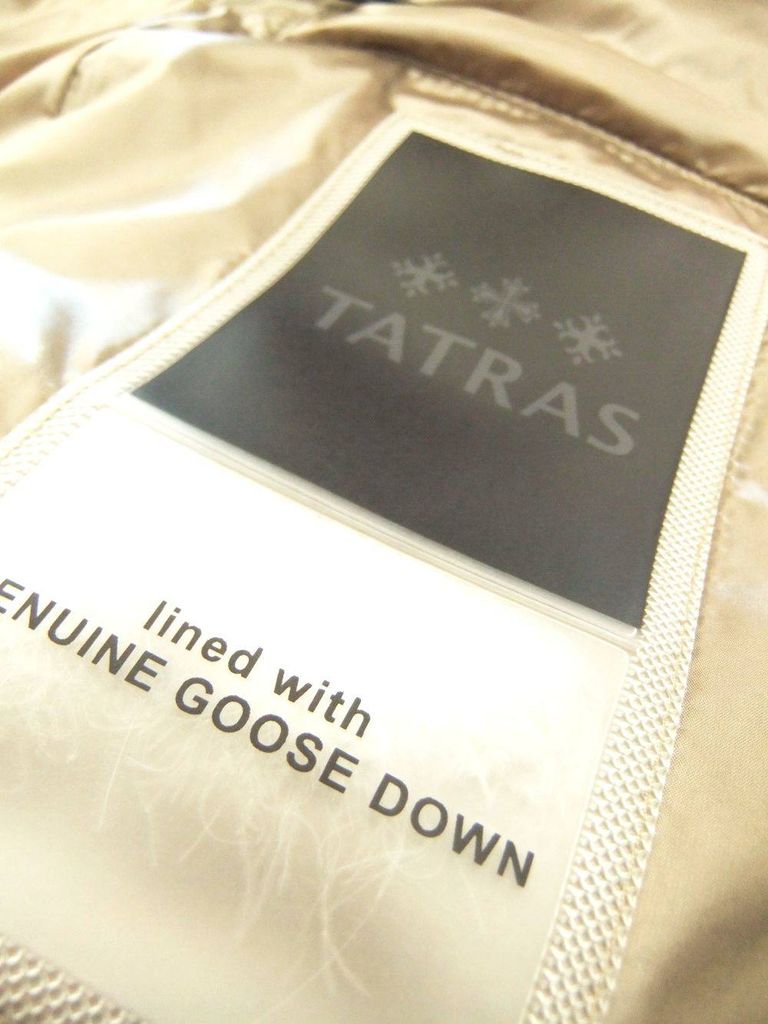 TATRAS
lined with
ENUINE GOOSE DOWN